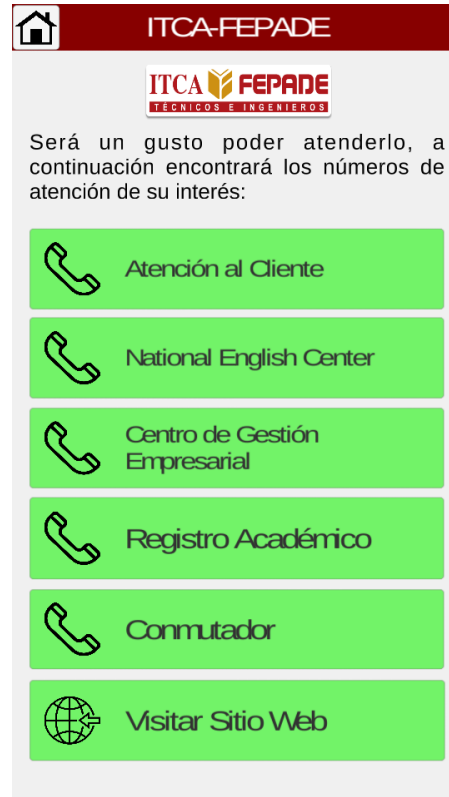 ITCA-FEPADE
ITCA FEPADE
TÉCNICOS E INGENIEROS
Será un gusto poder atenderlo, a
continuación encontrará los números de
atención de su interés:
Atención al Cliente
National English Center
Centro de Gestión
Empresarial
Registro Académico
Conmutador
Visitar Sitio Web